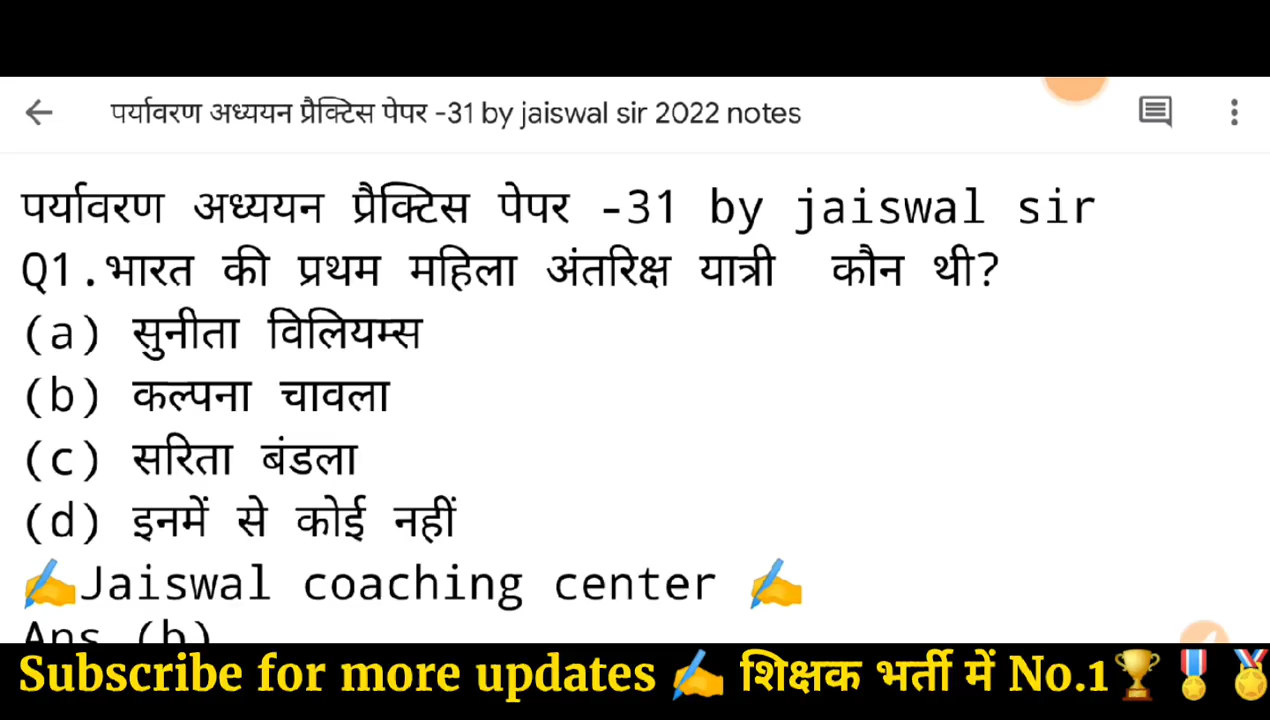 पर्यावरण अध्ययन प्रैक्टिस पेपर -31 by jaiswal sir 2022 notes
पर्यावरण अध्ययन प्रैक्टिस पेपर -31 by jaiswal sir
Q1.भारत की प्रथम महिला अंतरिक्ष यात्री कौन थी?
(a) सुनीता विलियम्स
(b) कल्पना चावला
(c) सरिता बंडला
(d) इनमें से कोई नहीं
✍️Jaiswal coaching center ✍️
Ans (b)
Subscribe for more updates ✍️ शिक्षक भर्ती में No.1🏆🎖️🏅